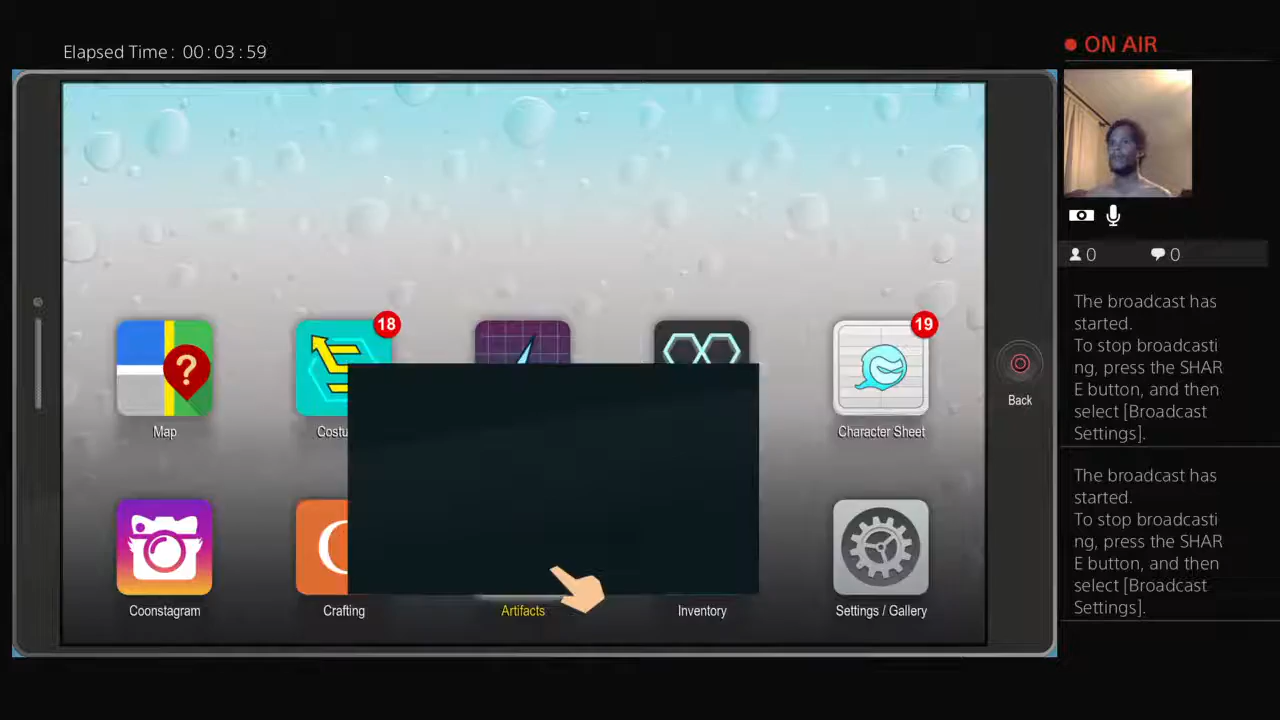 Elapsed Time: 00:03:59
ON AIR
0
0
18
19
?
Map
Costu
Character Sheet
Back
Coonstagram
Crafting
Artifacts
Inventory
Settings / Gallery
The broadcast has
started.
To stop broadcasti
ng, press the SHAR
E button, and then
select [Broadcast
Settings].
The broadcast has
started.
To stop broadcasti
ng, press the SHAR
E button, and then
select [Broadcast
Settings].